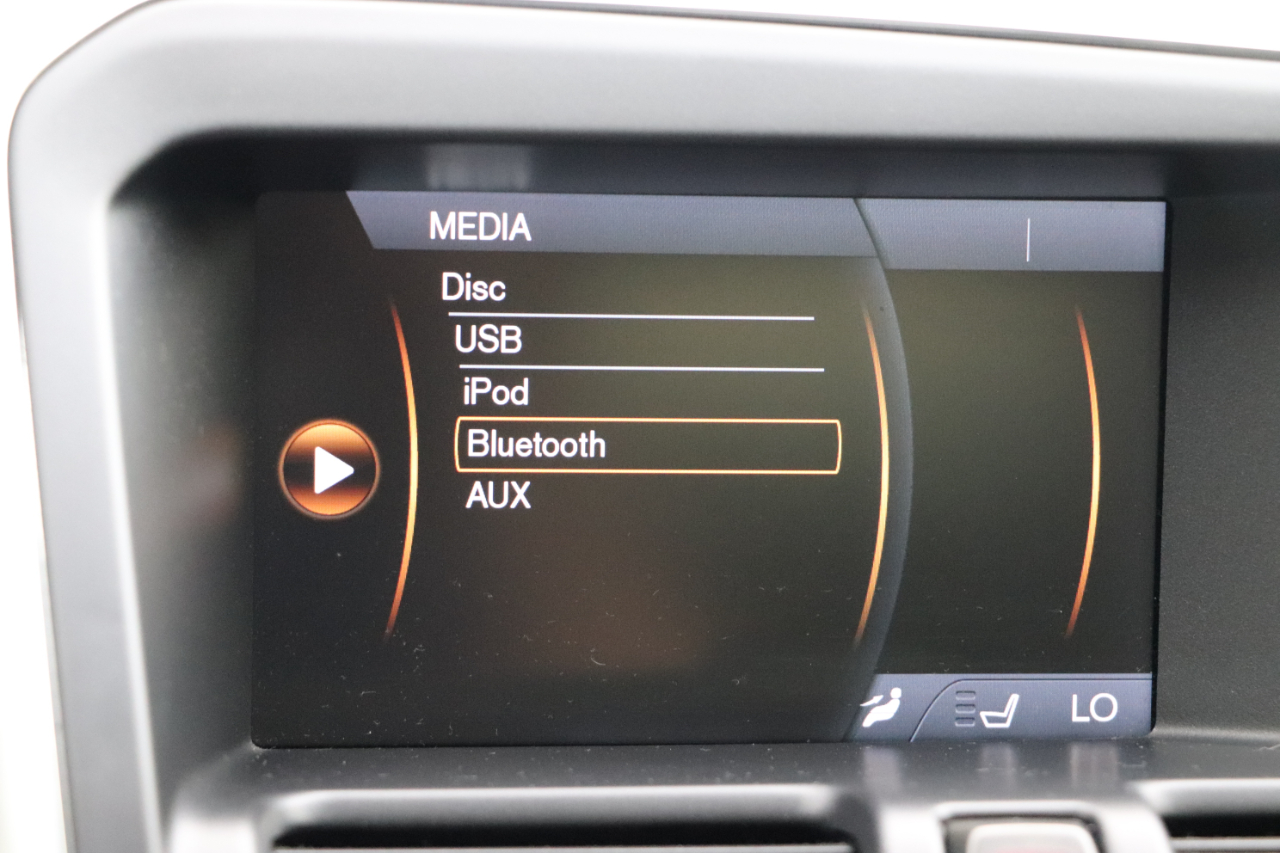 MEDIA
Disc
USB
iPod
Bluetooth
AUX
LO